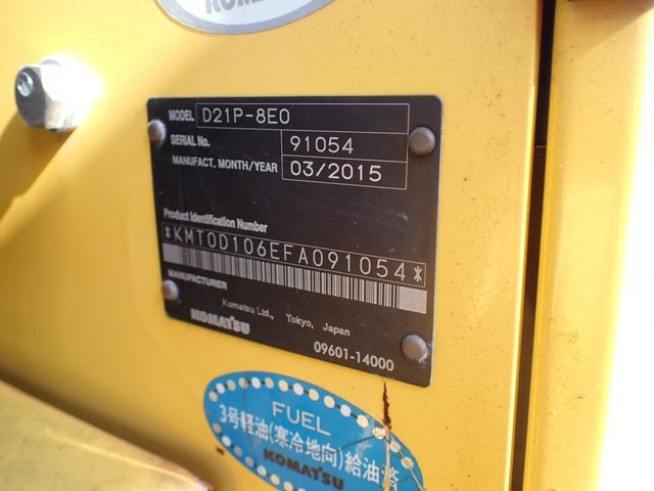 KOMATSU
MODEL D21P-8E0
SERIAL No. 91054
MANUFACT. MONTH/YEAR 03/2015
Product Identification Number
*KMT0D106EFA091054*
MANUFACTURER
Komatsu Ltd., Tokyo, Japan
KOMATSU
09601-14000
FUEL
3号軽油(寒冷地向)給油
KOMATSU